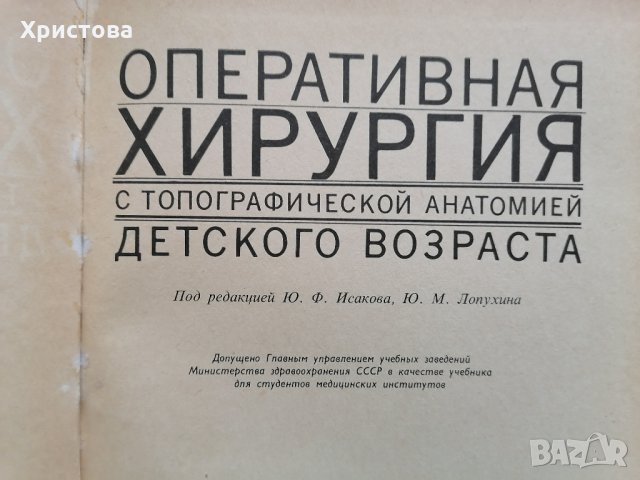 Христова
ОПЕРАТИВНАЯ
ХИРУРГИЯ
С ТОПОГРАФИЧЕСКОЙ АНАТОМИЕЙ
ДЕТСКОГО ВОЗРАСТА
Под редакцией Ю. Ф. Исакова, Ю. М. Лопухина
Допущено Главным управлением учебных заведений
Министерства здравоохранения СССР в качестве учебника
для студентов медицинских институтов
BAZAR